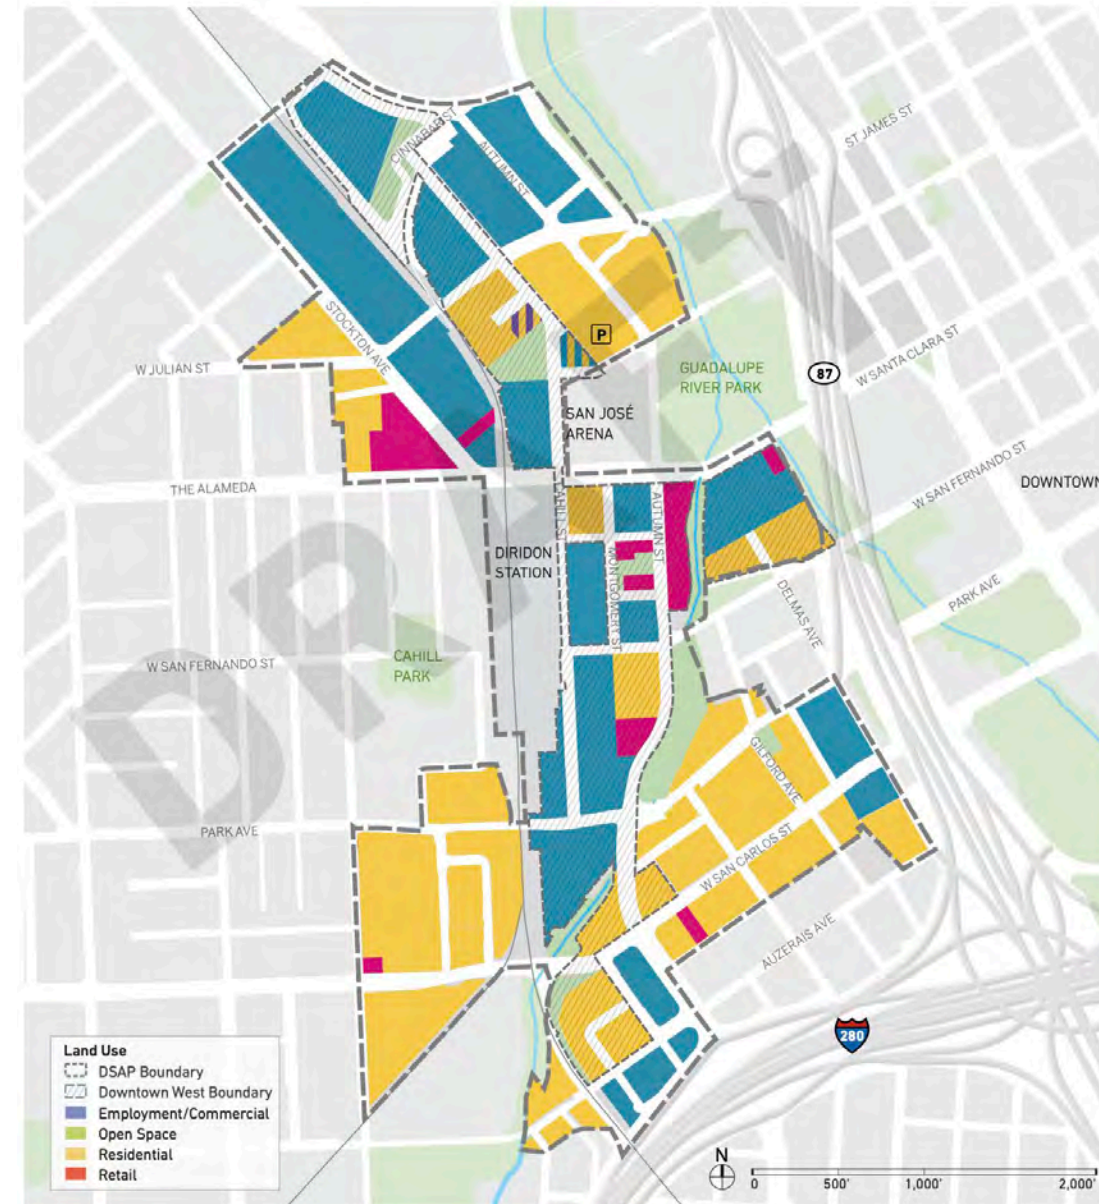 CINNABAR ST
AUTUMN ST
ST JAMES ST
STOCKTON AVE
W JULIAN ST
P
GUADALUPE
RIVER PARK
87
W SANTA CLARA ST
SAN JOSÉ
ARENA
THE ALAMEDA
W SAN FERNANDO ST
DOWNTOWN
AHILL ST
AUTUMN ST
DIRIDON
STATION
MONTGOMERY ST
DELMAS AVE
PARK AVE
CAHILL
PARK
W SAN FERNANDO ST
GILFORD AVE
PARK AVE
W SAN CARLOS ST
AUZERAIS AVE
280
DRAFT
Land Use
DSAP Boundary
Downtown West Boundary
Employment/Commercial
Open Space
Residential
Retail
N
0 500' 1,000' 2,000'